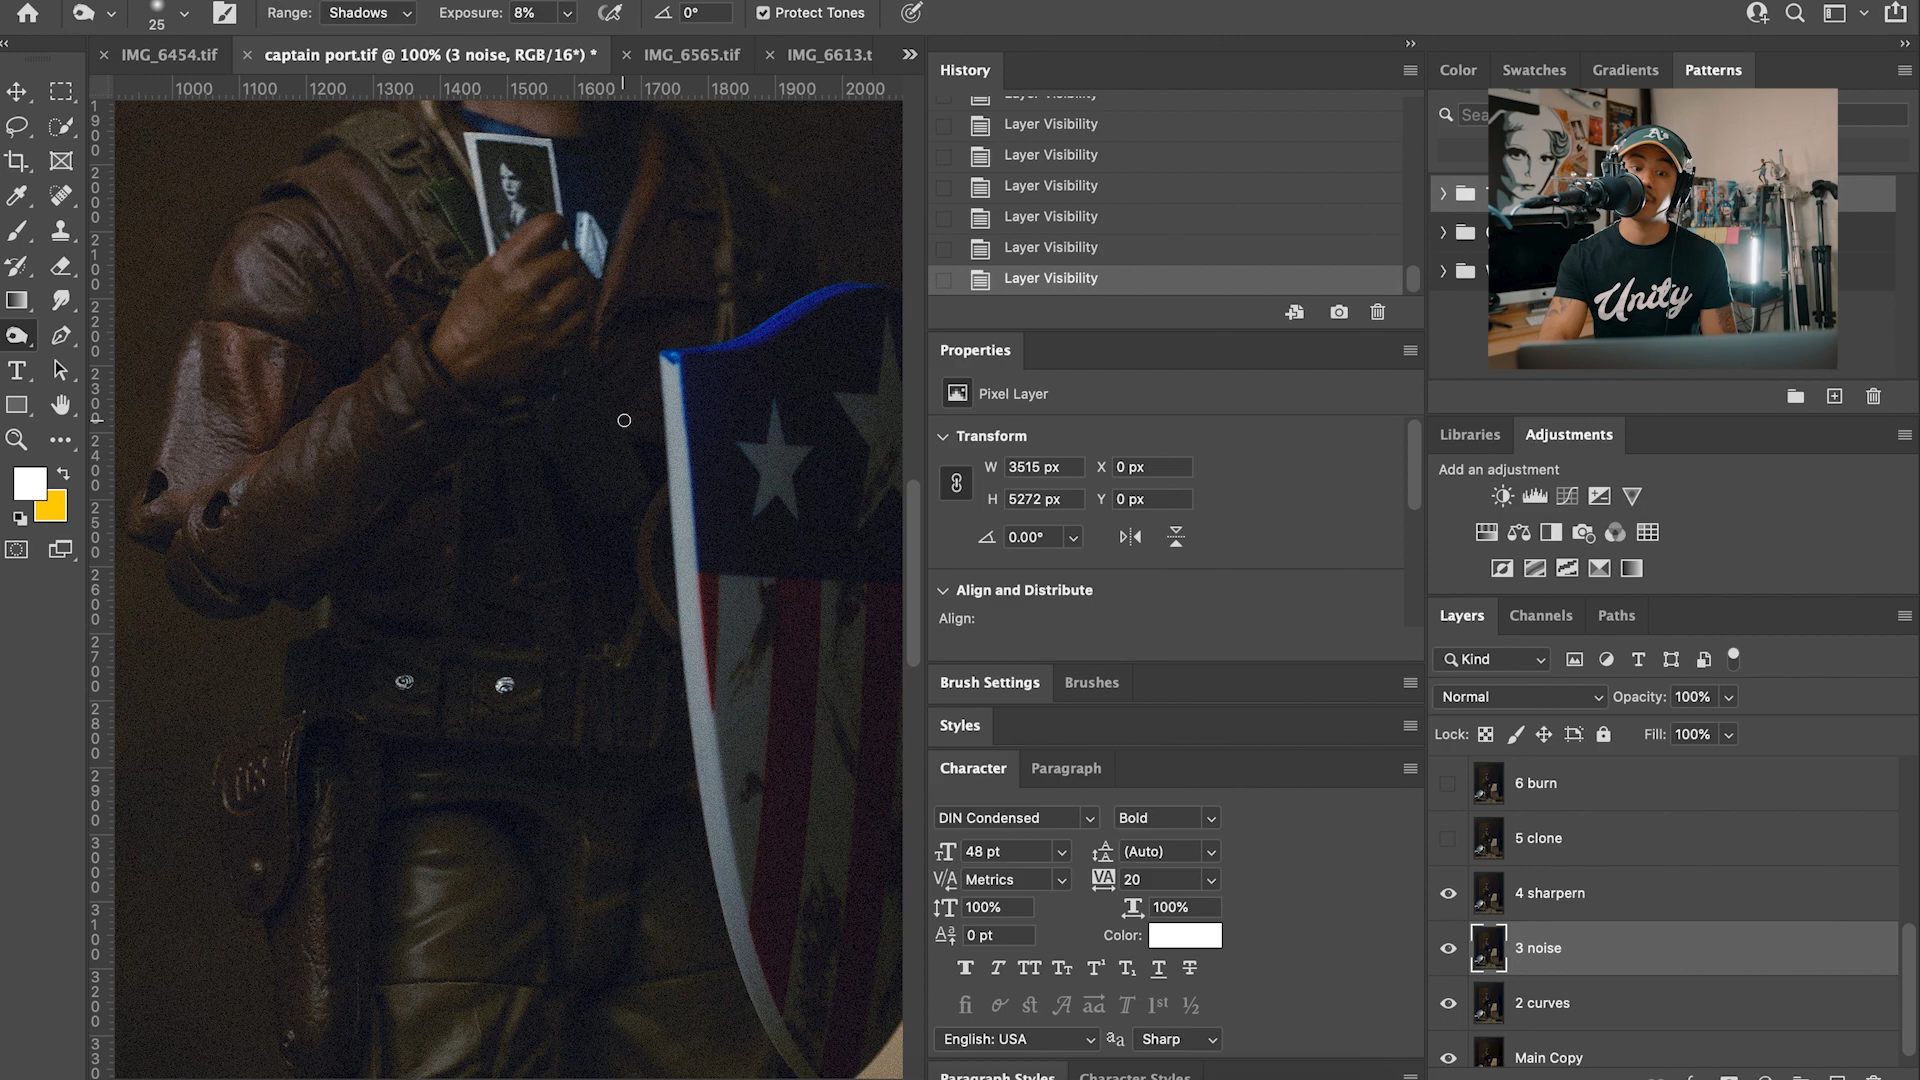 25
Range: Shadows
Exposure: 8%
0°
Protect Tones
IMG_6454.tif
captain port.tif @ 100% (3 noise, RGB/16*) *
IMG_6565.tif
IMG_6613.t
1000 1100 1200 1300 1400 1500 1600 1700 1800 1900 2000
History
Layer Visibility
Layer Visibility
Layer Visibility
Layer Visibility
Layer Visibility
Layer Visibility
Layer Visibility
Properties
Pixel Layer
Transform
W 3515 px X 0 px
H 5272 px Y 0 px
0.00°
Align and Distribute
Align:
Brush Settings Brushes
Styles
Character Paragraph
DIN Condensed Bold
48 pt (Auto)
Metrics 20
100% 100%
0 pt Color:
English: USA Sharp
Paragraph Styles Character Styles
Color Swatches Gradients Patterns
Sea
A's
Unity
Libraries Adjustments
Add an adjustment
Layers Channels Paths
Kind
Normal Opacity: 100%
Lock: Fill: 100%
6 burn
5 clone
4 sharpern
3 noise
2 curves
Main Copy